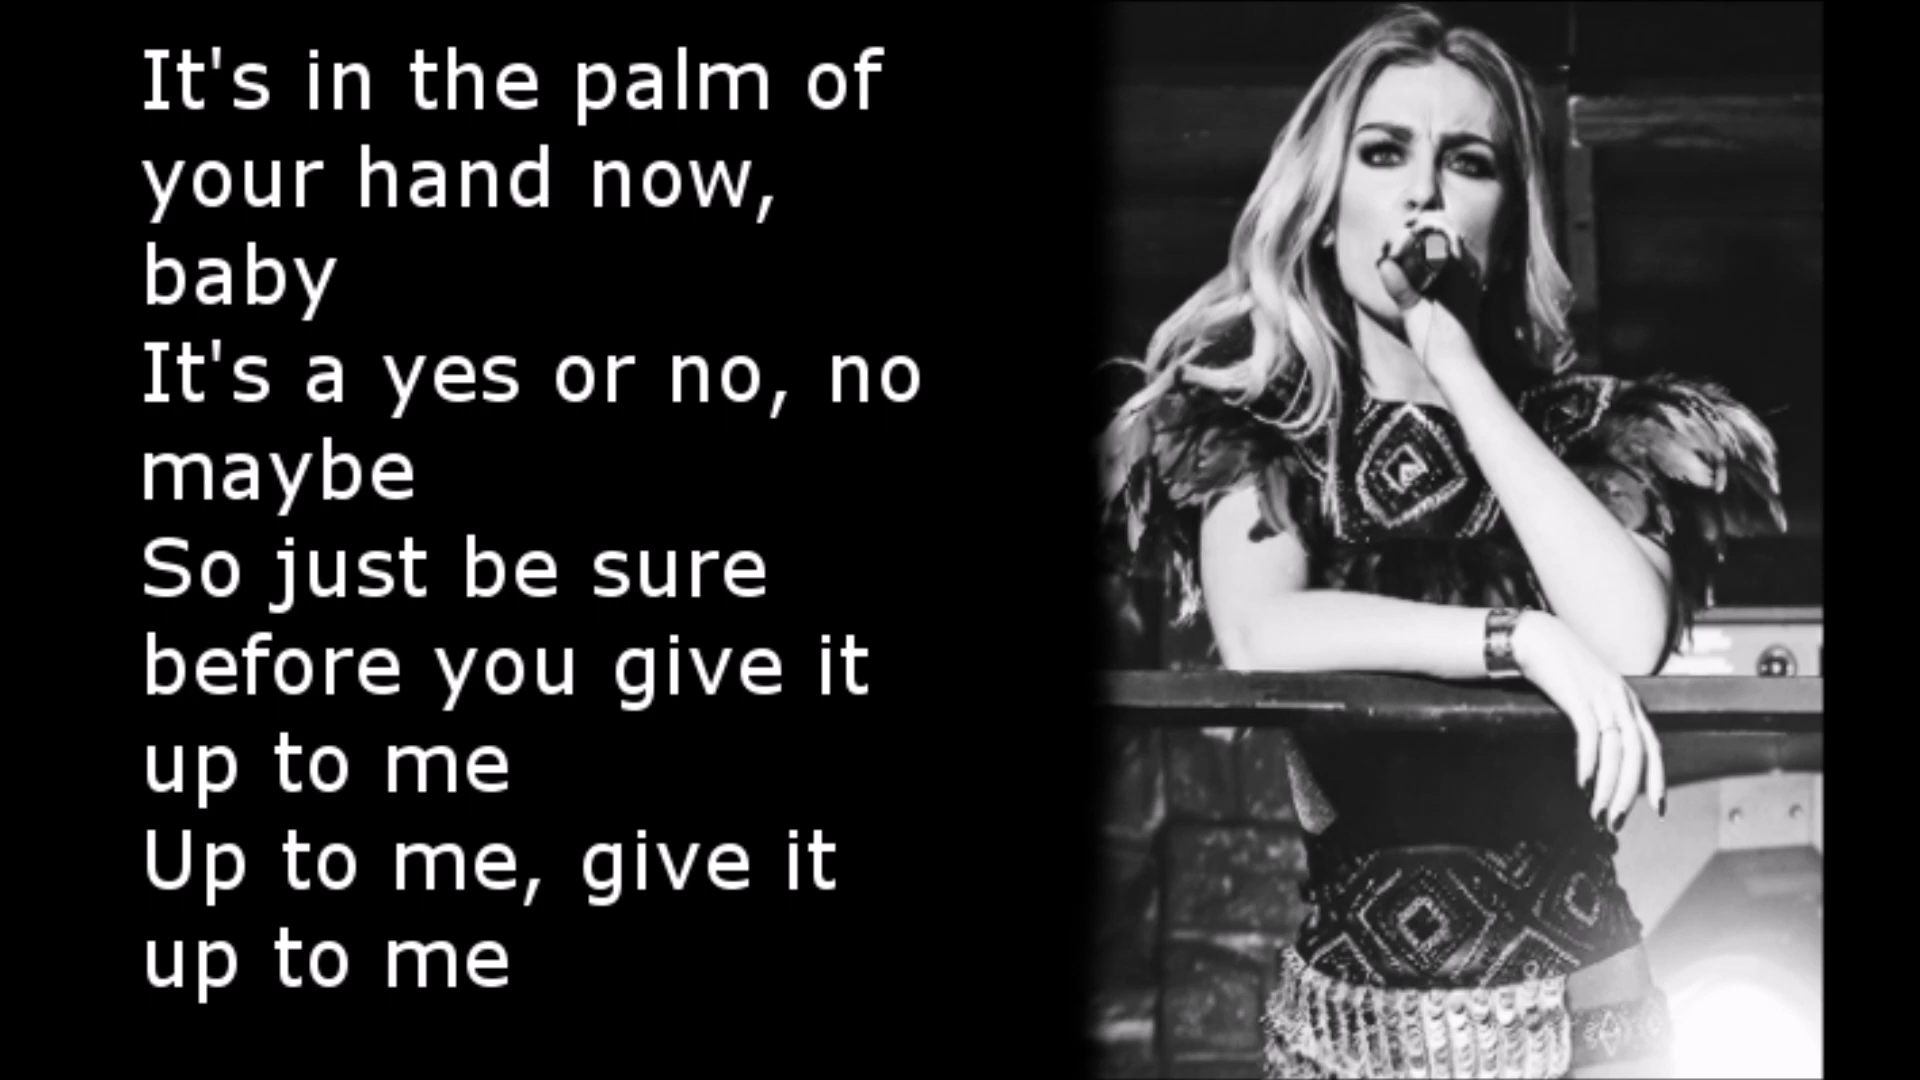 It's in the palm of
your hand now,
baby
It's a yes or no, no
maybe
So just be sure
before you give it
up to me
Up to me, give it
up to me